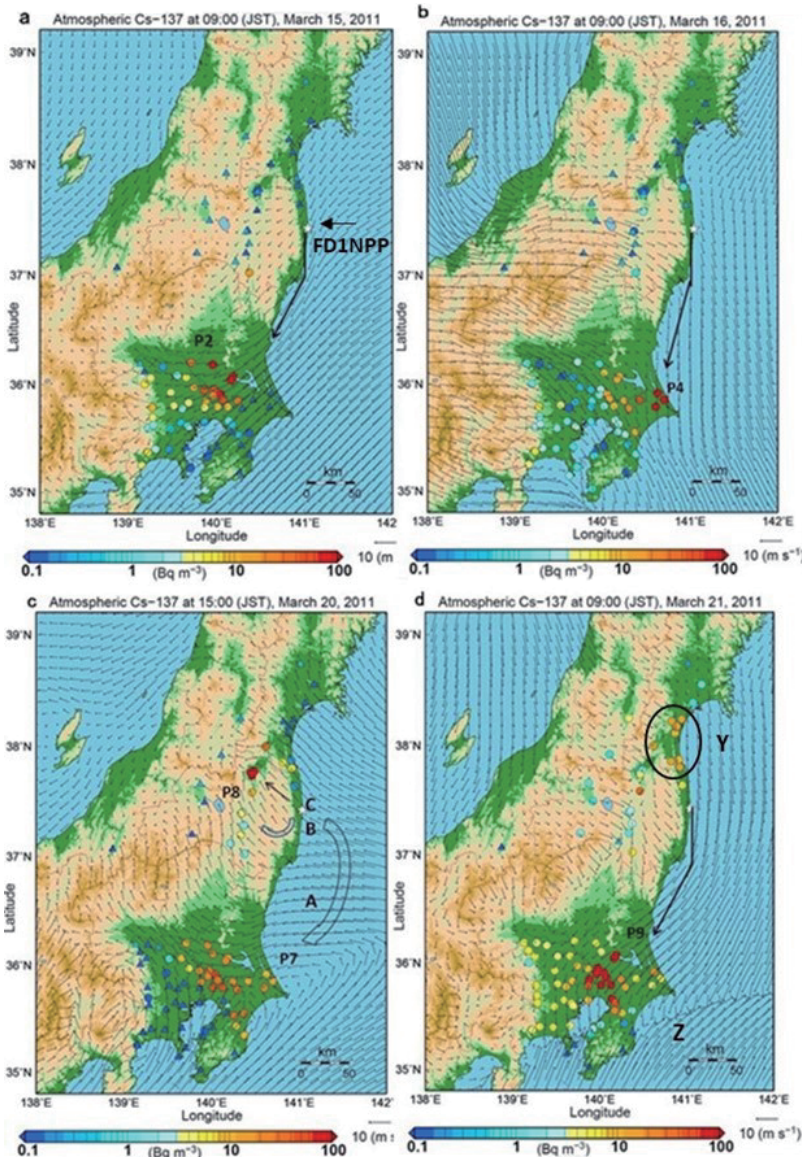 a
Atmospheric Cs-137 at 09:00 (JST), March 15, 2011
39°N
38°N
37°N
36°N
35°N
Latitude
FD1NPP
P2
km
0 50
138°E 139°E 140°E 141°E 142°
Longitude
0.1 1 10 100
(Bq m⁻³)
10 (m
b
Atmospheric Cs-137 at 09:00 (JST), March 16, 2011
39°N
38°N
37°N
36°N
35°N
Latitude
P4
km
0 50
138°E 139°E 140°E 141°E 142°E
Longitude
0.1 1 10 100
(Bq m⁻³)
10 (m s⁻¹)
c
Atmospheric Cs-137 at 15:00 (JST), March 20, 2011
39°N
38°N
37°N
36°N
35°N
Latitude
P8
C
B
A
P7
km
0 50
138°E 139°E 140°E 141°E 142°E
Longitude
0.1 1 10 100
(Bq m⁻³)
10 (m s
d
Atmospheric Cs-137 at 09:00 (JST), March 21, 2011
39°N
38°N
37°N
36°N
35°N
Latitude
Y
P9
Z
km
0 50
138°E 139°E 140°E 141°E 142°E
Longitude
0.1 1 10 100
(Bq m⁻³)
10 (m s⁻¹)